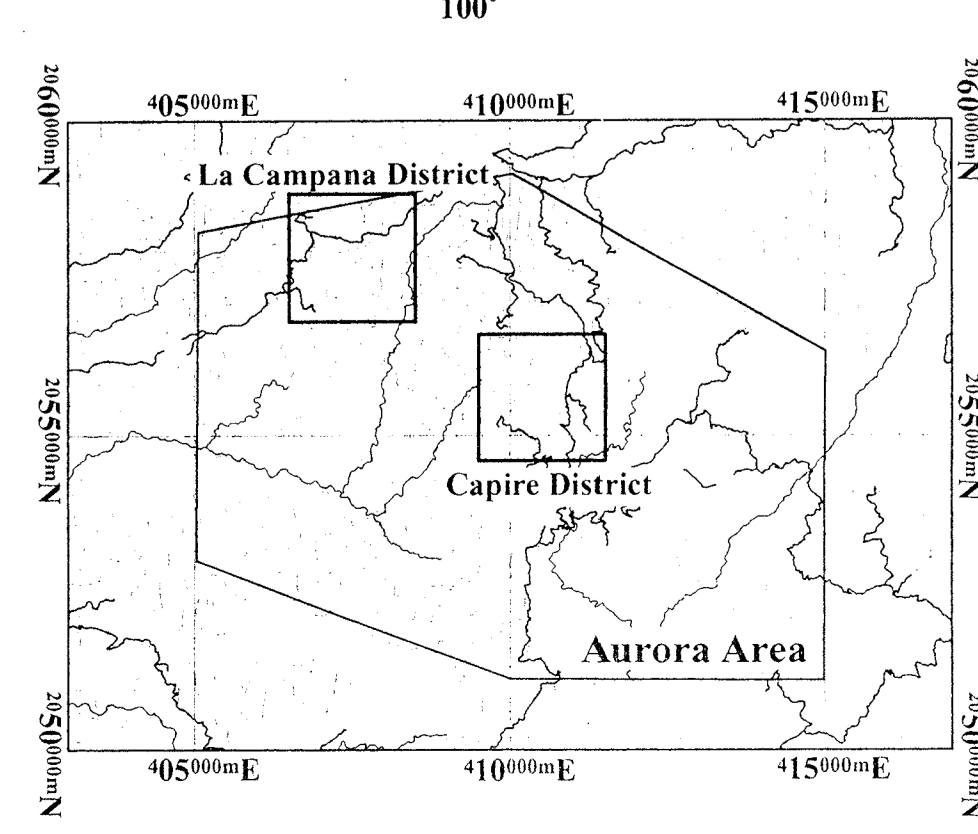 100°
405000mE 410000mE 415000mE
2060000mN 2060000mN
La Campana District
2055000mN 2055000mN
Capire District
Aurora Area
2050000mN 2050000mN
405000mE 410000mE 415000mE